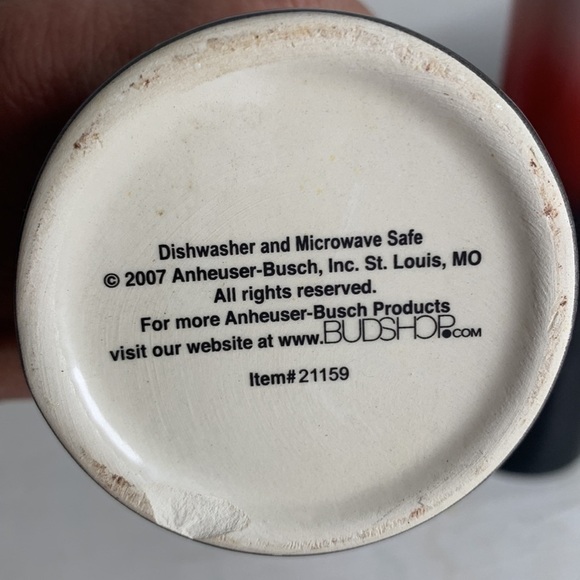 Dishwasher and Microwave Safe
© 2007 Anheuser-Busch, Inc. St. Louis, MO
All rights reserved.
For more Anheuser-Busch Products
visit our website at www.BUDSHOP.COM
Item#21159